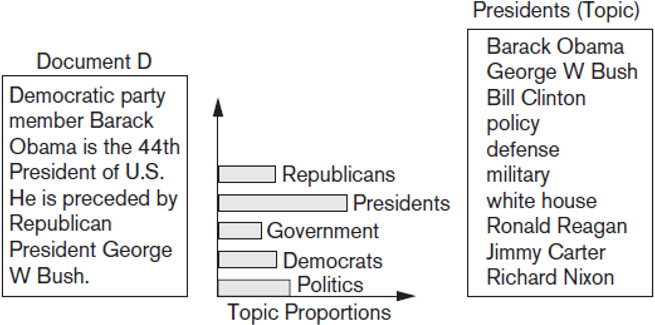 Document D
Democratic party
member Barack
Obama is the 44th
President of U.S.
He is preceded by
Republican
President George
W Bush.
Republicans
Presidents
Government
Democrats
Politics
Topic Proportions
Presidents (Topic)
Barack Obama
George W Bush
Bill Clinton
policy
defense
military
white house
Ronald Reagan
Jimmy Carter
Richard Nixon